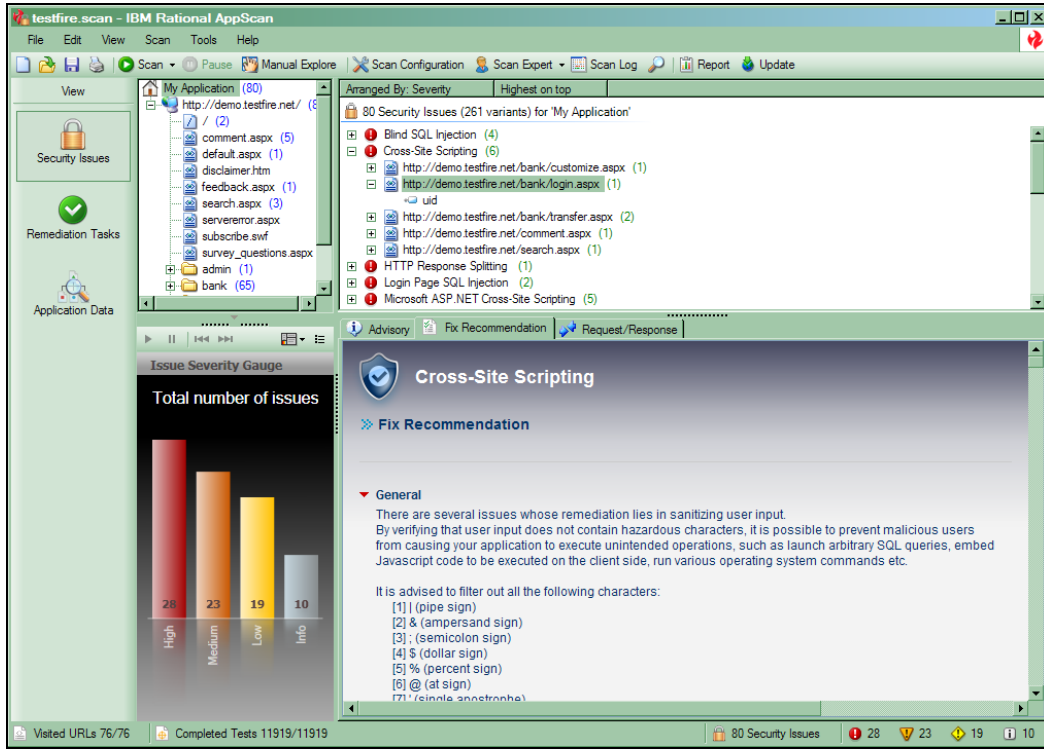 testfire.scan - IBM Rational AppScan
File Edit View Scan Tools Help
Scan Pause Manual Explore Scan Configuration Scan Expert Scan Log Report Update
View
Security Issues
Remediation Tasks
Application Data
My Application (80)
http://demo.testfire.net/ (8
/ (2)
comment.aspx (5)
default.aspx (1)
disclaimer.htm
feedback.aspx (1)
search.aspx (3)
servererror.aspx
subscribe.swf
survey_questions.aspx
admin (1)
bank (65)
Arranged By: Severity Highest on top
80 Security Issues (261 variants) for 'My Application'
Blind SQL Injection (4)
Cross-Site Scripting (6)
http://demo.testfire.net/bank/customize.aspx (1)
http://demo.testfire.net/bank/login.aspx (1)
uid
http://demo.testfire.net/bank/transfer.aspx (2)
http://demo.testfire.net/comment.aspx (1)
http://demo.testfire.net/search.aspx (1)
HTTP Response Splitting (1)
Login Page SQL Injection (2)
Microsoft ASP.NET Cross-Site Scripting (5)
Issue Severity Gauge
Total number of issues
28 23 19 10
High Medium Low Info
Advisory Fix Recommendation Request/Response
Cross-Site Scripting
Fix Recommendation
General
There are several issues whose remediation lies in sanitizing user input.
By verifying that user input does not contain hazardous characters, it is possible to prevent malicious users
from causing your application to execute unintended operations, such as launch arbitrary SQL queries, embed
Javascript code to be executed on the client side, run various operating system commands etc.
It is advised to filter out all the following characters:
[1] | (pipe sign)
[2] & (ampersand sign)
[3] ; (semicolon sign)
[4] $ (dollar sign)
[5] % (percent sign)
[6] @ (at sign)
[7] ' (single apostrophe)
Visited URLs 76/76 Completed Tests 11919/11919 80 Security Issues 28 23 19 10